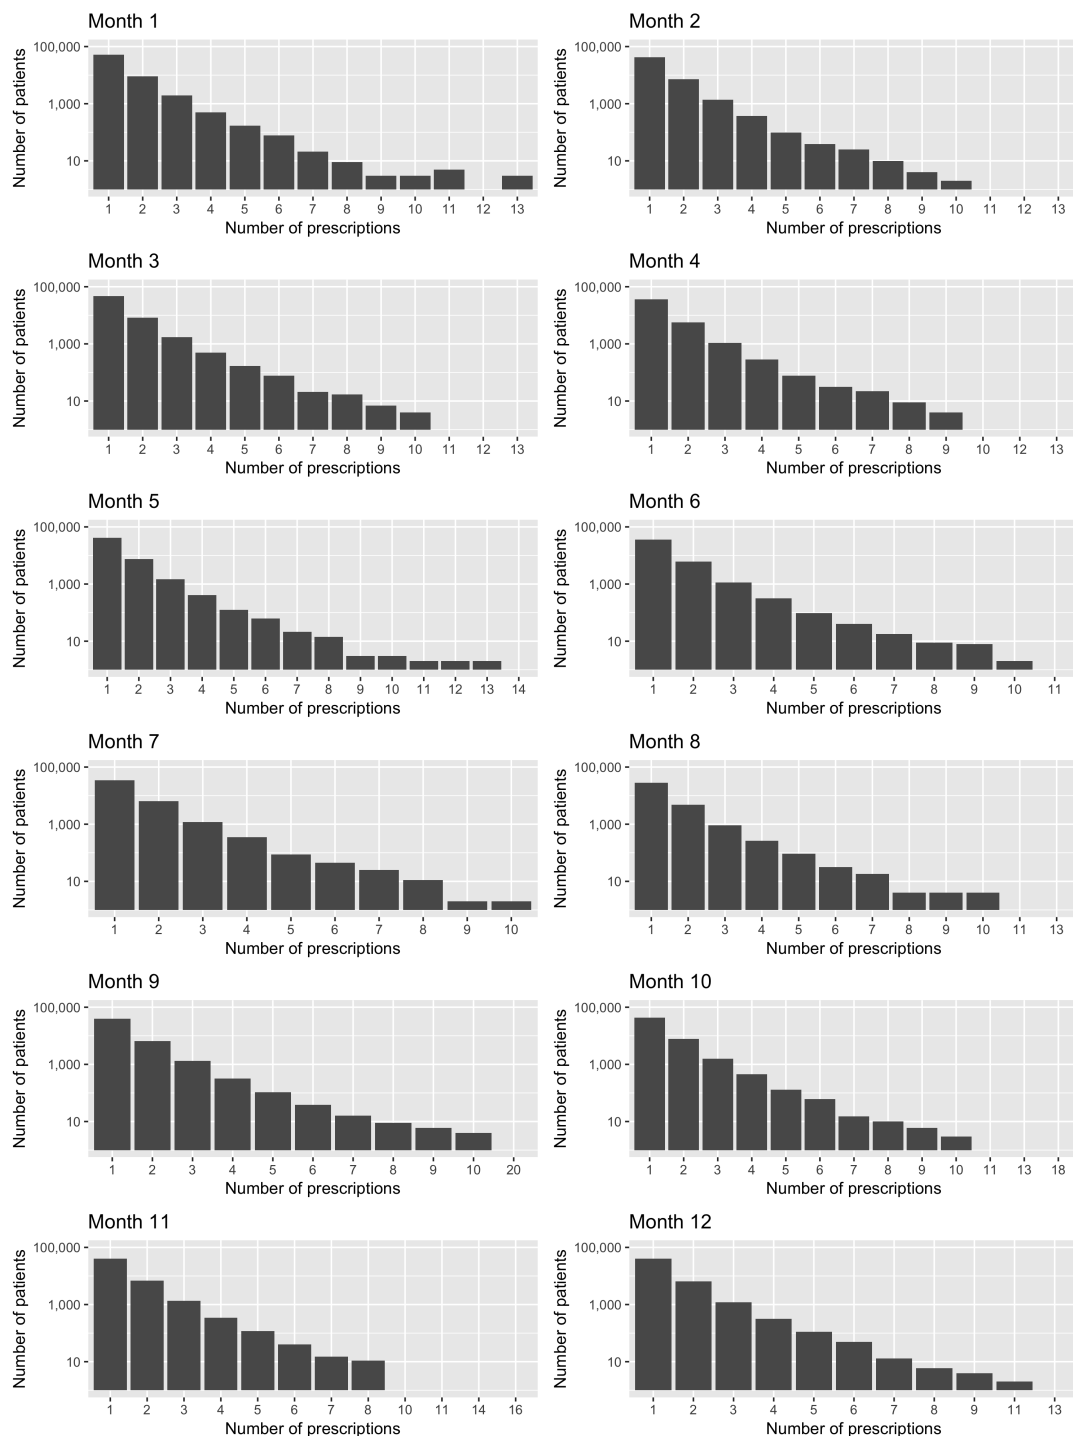 Month 1
Number of patients
100,000
1,000
10
1 2 3 4 5 6 7 8 9 10 11 12 13
Number of prescriptions
Month 2
Number of patients
100,000
1,000
10
1 2 3 4 5 6 7 8 9 10 11 12 13
Number of prescriptions
Month 3
Number of patients
100,000
1,000
10
1 2 3 4 5 6 7 8 9 10 11 12 13
Number of prescriptions
Month 4
Number of patients
100,000
1,000
10
1 2 3 4 5 6 7 8 9 10 12 13
Number of prescriptions
Month 5
Number of patients
100,000
1,000
10
1 2 3 4 5 6 7 8 9 10 11 12 13 14
Number of prescriptions
Month 6
Number of patients
100,000
1,000
10
1 2 3 4 5 6 7 8 9 10 11
Number of prescriptions
Month 7
Number of patients
100,000
1,000
10
1 2 3 4 5 6 7 8 9 10
Number of prescriptions
Month 8
Number of patients
100,000
1,000
10
1 2 3 4 5 6 7 8 9 10 11 13
Number of prescriptions
Month 9
Number of patients
100,000
1,000
10
1 2 3 4 5 6 7 8 9 10 20
Number of prescriptions
Month 10
Number of patients
100,000
1,000
10
1 2 3 4 5 6 7 8 9 10 11 13 18
Number of prescriptions
Month 11
Number of patients
100,000
1,000
10
1 2 3 4 5 6 7 8 10 11 14 16
Number of prescriptions
Month 12
Number of patients
100,000
1,000
10
1 2 3 4 5 6 7 8 9 11 13
Number of prescriptions